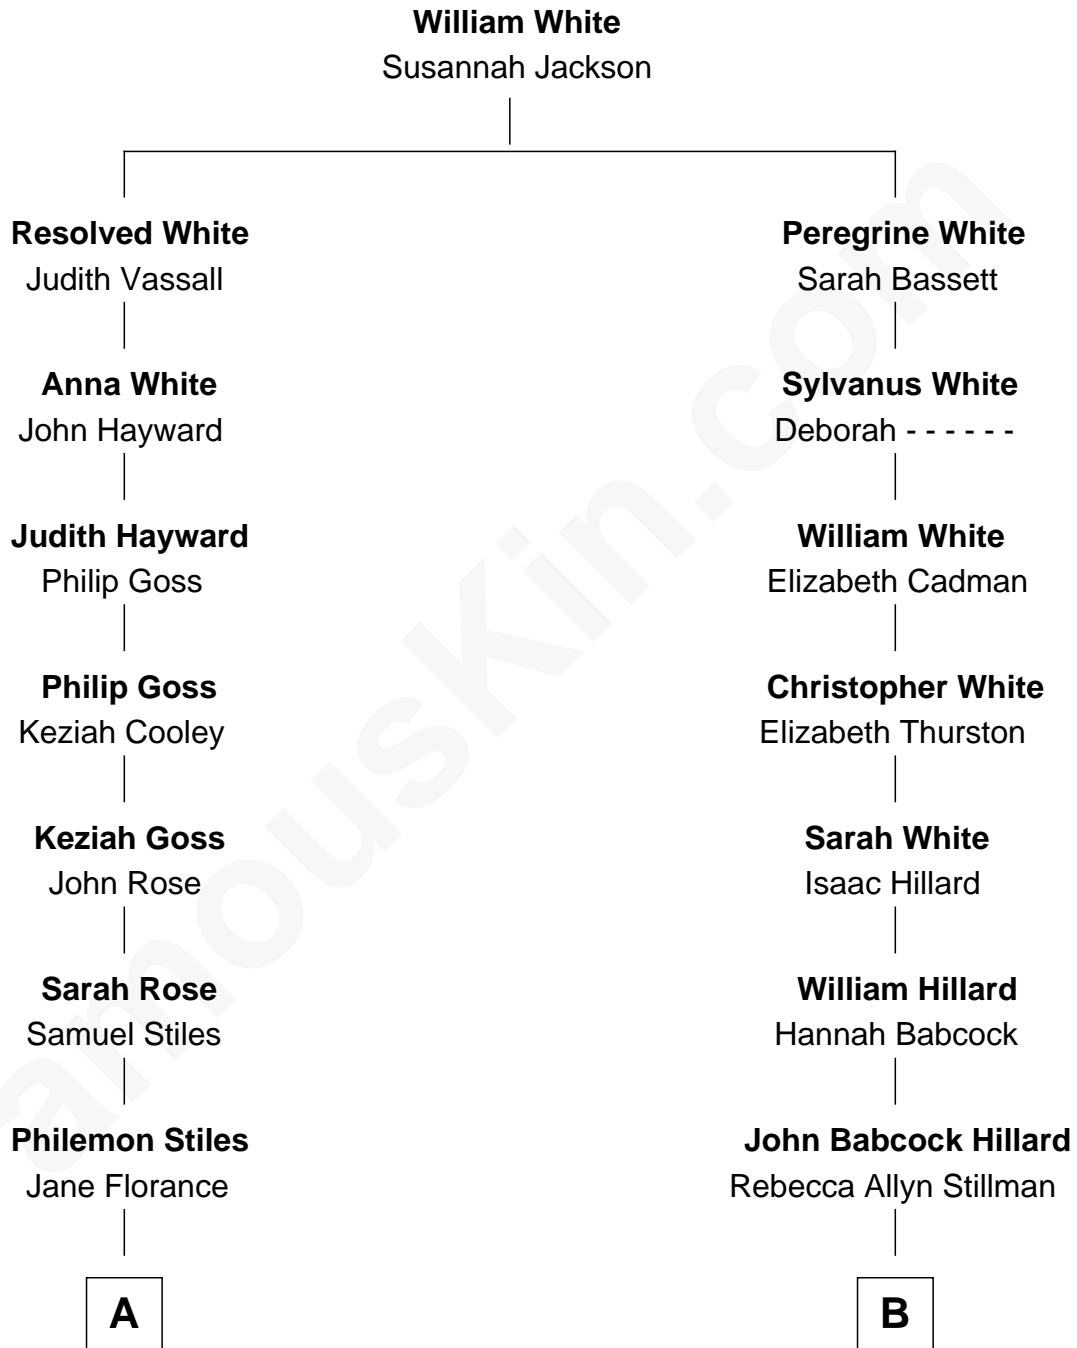 William White
Susannah Jackson
Resolved White
Judith Vassall
Anna White
John Hayward
Judith Hayward
Philip Goss
Philip Goss
Keziah Cooley
Keziah Goss
John Rose
Sarah Rose
Samuel Stiles
Philemon Stiles
Jane Florance
A
Peregrine White
Sarah Bassett
Sylvanus White
Deborah - - - - - -
William White
Elizabeth Cadman
Christopher White
Elizabeth Thurston
Sarah White
Isaac Hillard
William Hillard
Hannah Babcock
John Babcock Hillard
Rebecca Allyn Stillman
B
amousKin.com